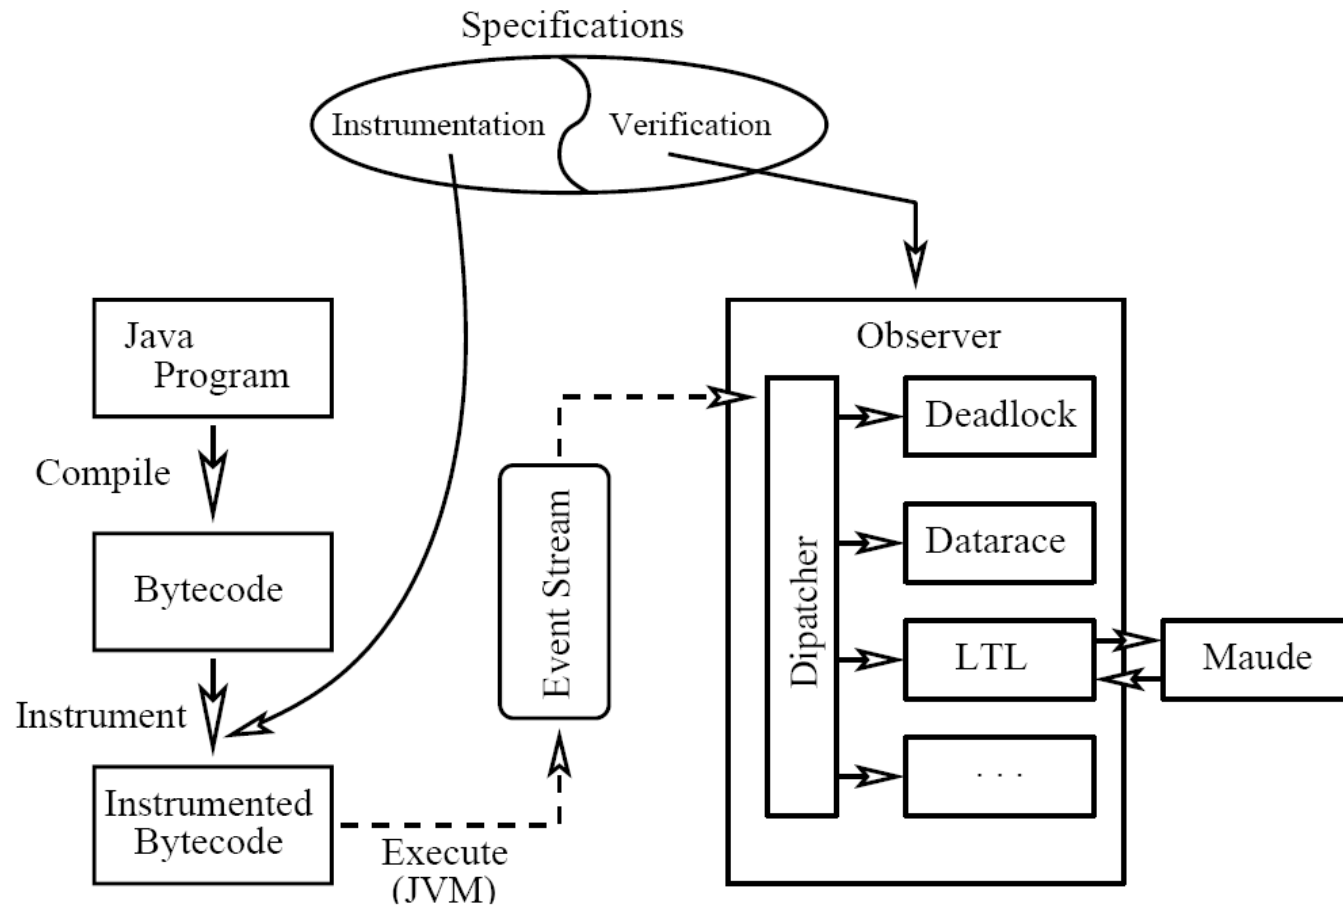 Specifications
Instrumentation
Verification
Java
Program
Compile
Bytecode
Instrument
Instrumented
Bytecode
Execute
(JVM)
Event Stream
Observer
Dipatcher
Deadlock
Datarace
LTL
. . .
Maude